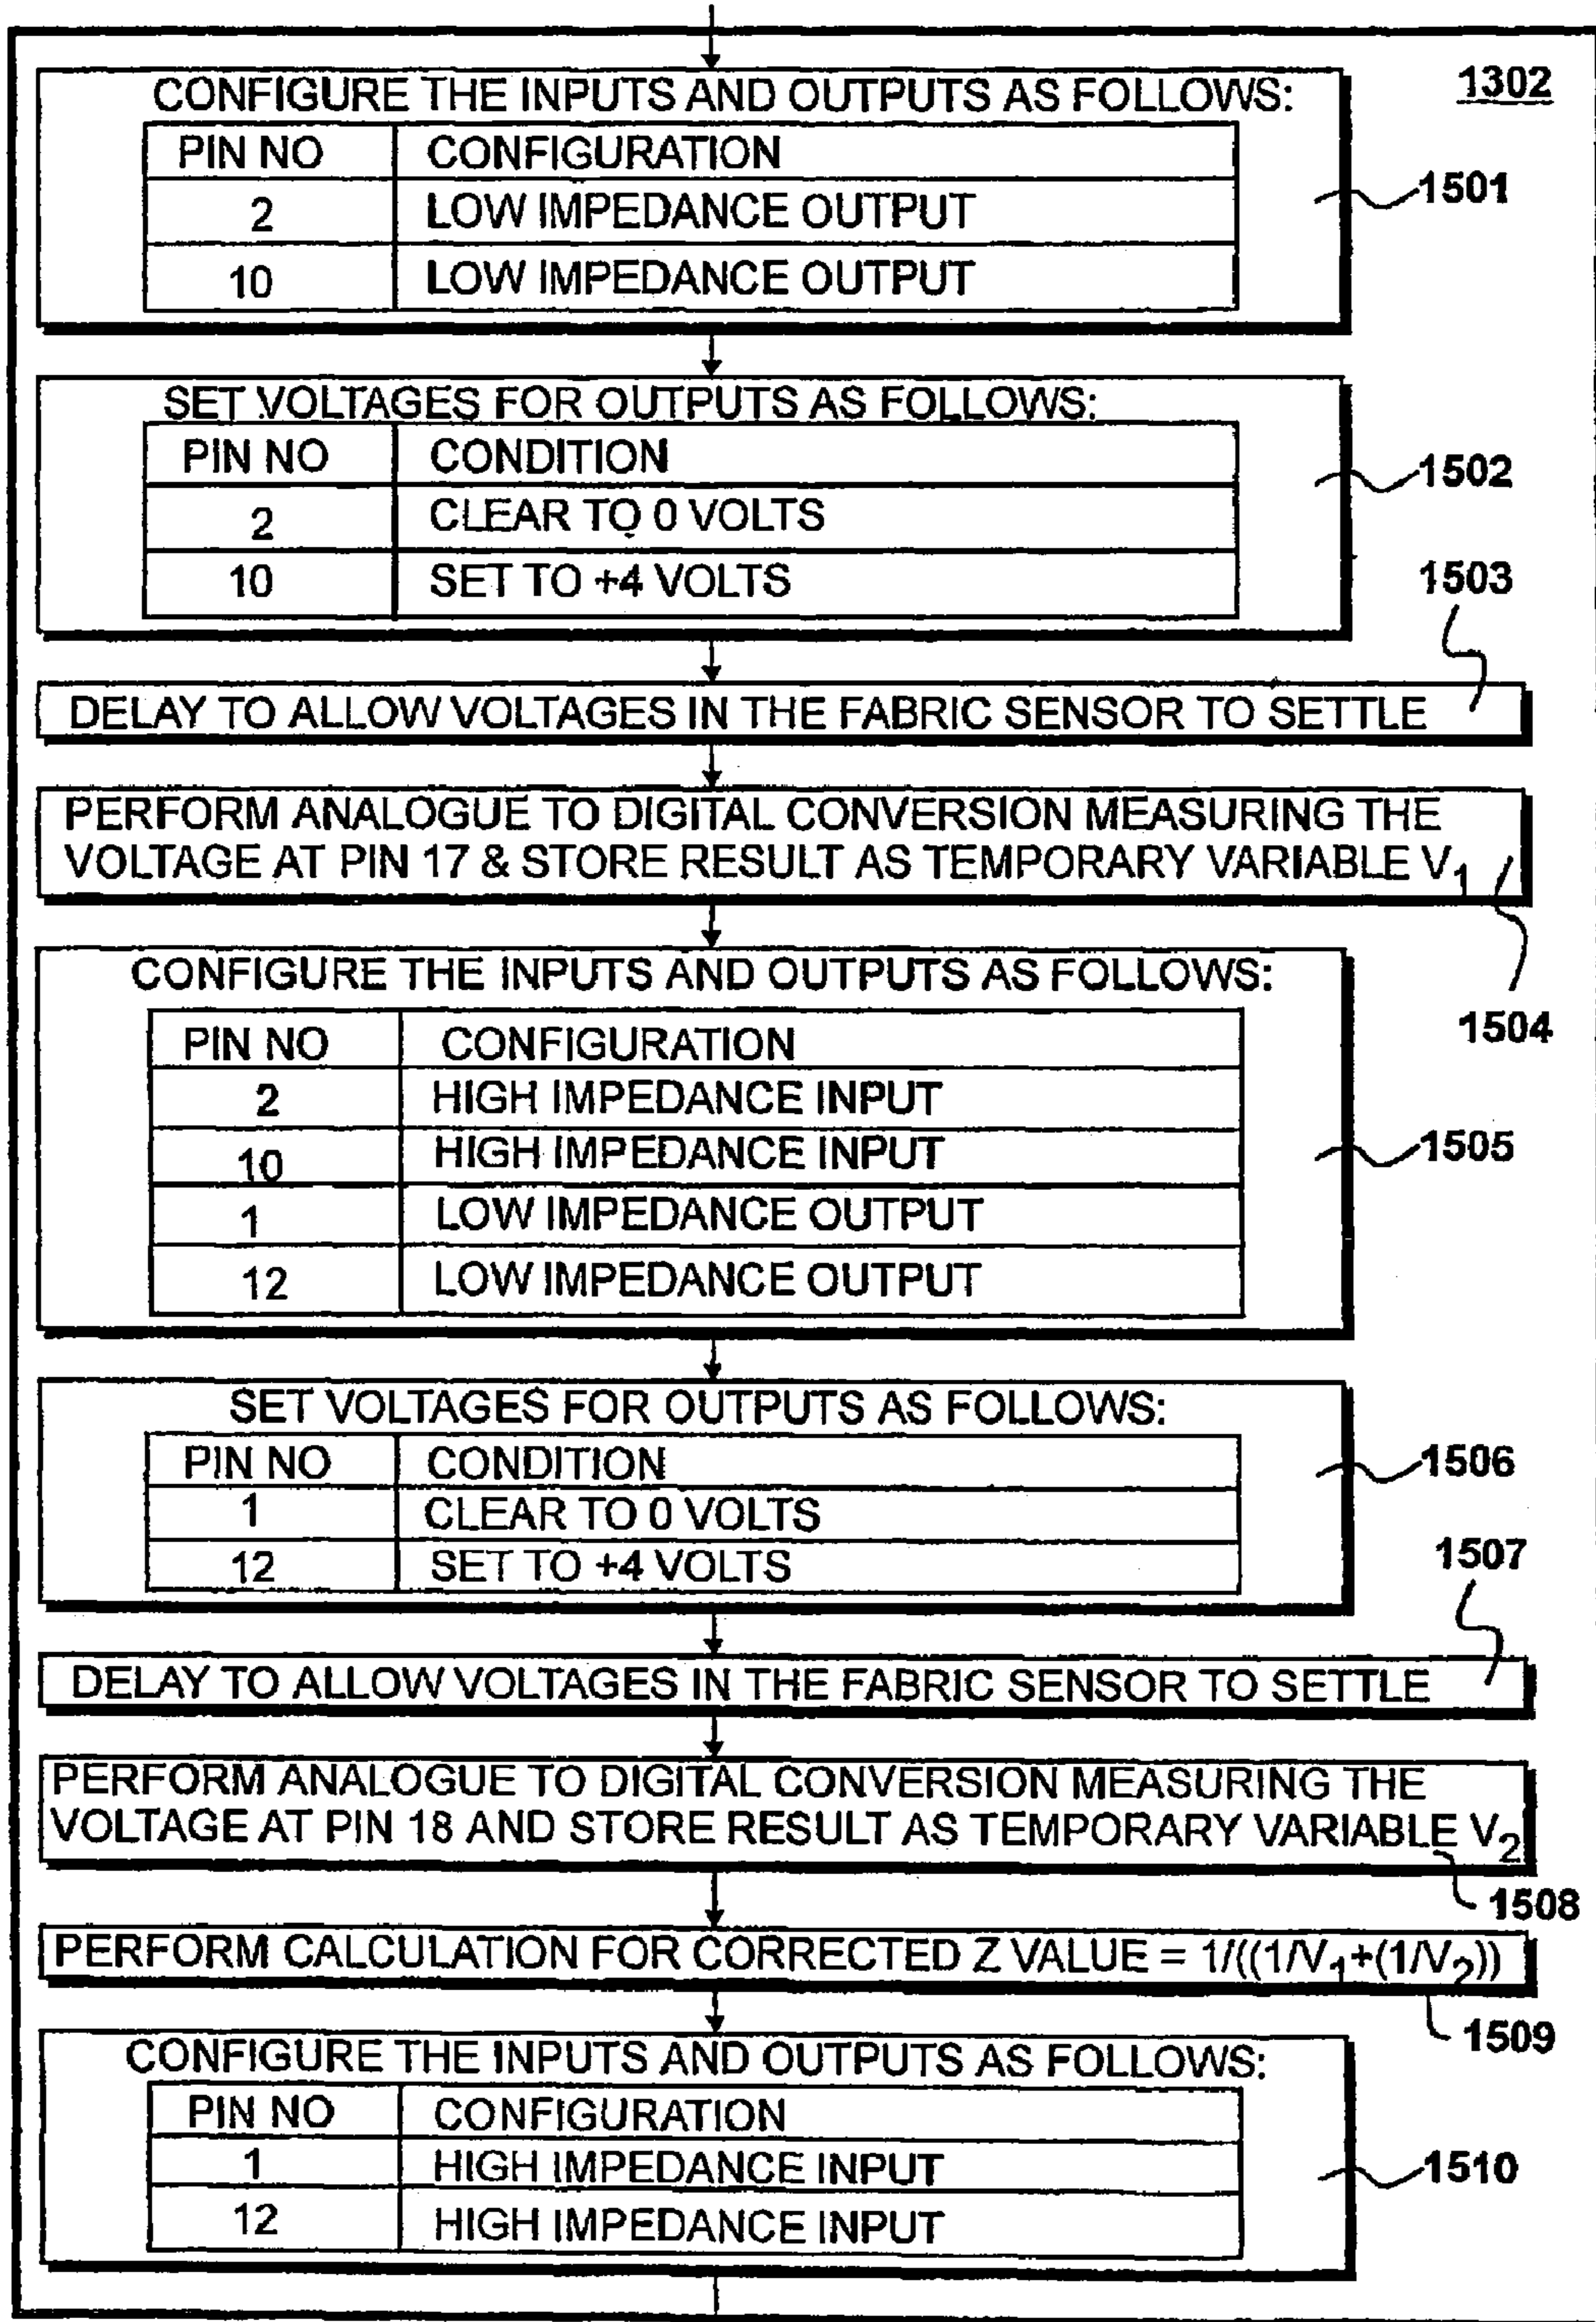 1302
CONFIGURE THE INPUTS AND OUTPUTS AS FOLLOWS:
PIN NO CONFIGURATION
2 LOW IMPEDANCE OUTPUT
10 LOW IMPEDANCE OUTPUT
1501
SET VOLTAGES FOR OUTPUTS AS FOLLOWS:
PIN NO CONDITION
2 CLEAR TO 0 VOLTS
10 SET TO +4 VOLTS
1502
1503
DELAY TO ALLOW VOLTAGES IN THE FABRIC SENSOR TO SETTLE
PERFORM ANALOGUE TO DIGITAL CONVERSION MEASURING THE
VOLTAGE AT PIN 17 & STORE RESULT AS TEMPORARY VARIABLE V1
1504
CONFIGURE THE INPUTS AND OUTPUTS AS FOLLOWS:
PIN NO CONFIGURATION
2 HIGH IMPEDANCE INPUT
10 HIGH IMPEDANCE INPUT
1 LOW IMPEDANCE OUTPUT
12 LOW IMPEDANCE OUTPUT
1505
SET VOLTAGES FOR OUTPUTS AS FOLLOWS:
PIN NO CONDITION
1 CLEAR TO 0 VOLTS
12 SET TO +4 VOLTS
1506
1507
DELAY TO ALLOW VOLTAGES IN THE FABRIC SENSOR TO SETTLE
PERFORM ANALOGUE TO DIGITAL CONVERSION MEASURING THE
VOLTAGE AT PIN 18 AND STORE RESULT AS TEMPORARY VARIABLE V2
1508
PERFORM CALCULATION FOR CORRECTED Z VALUE = 1/((1/V1+(1/V2))
1509
CONFIGURE THE INPUTS AND OUTPUTS AS FOLLOWS:
PIN NO CONFIGURATION
1 HIGH IMPEDANCE INPUT
12 HIGH IMPEDANCE INPUT
1510